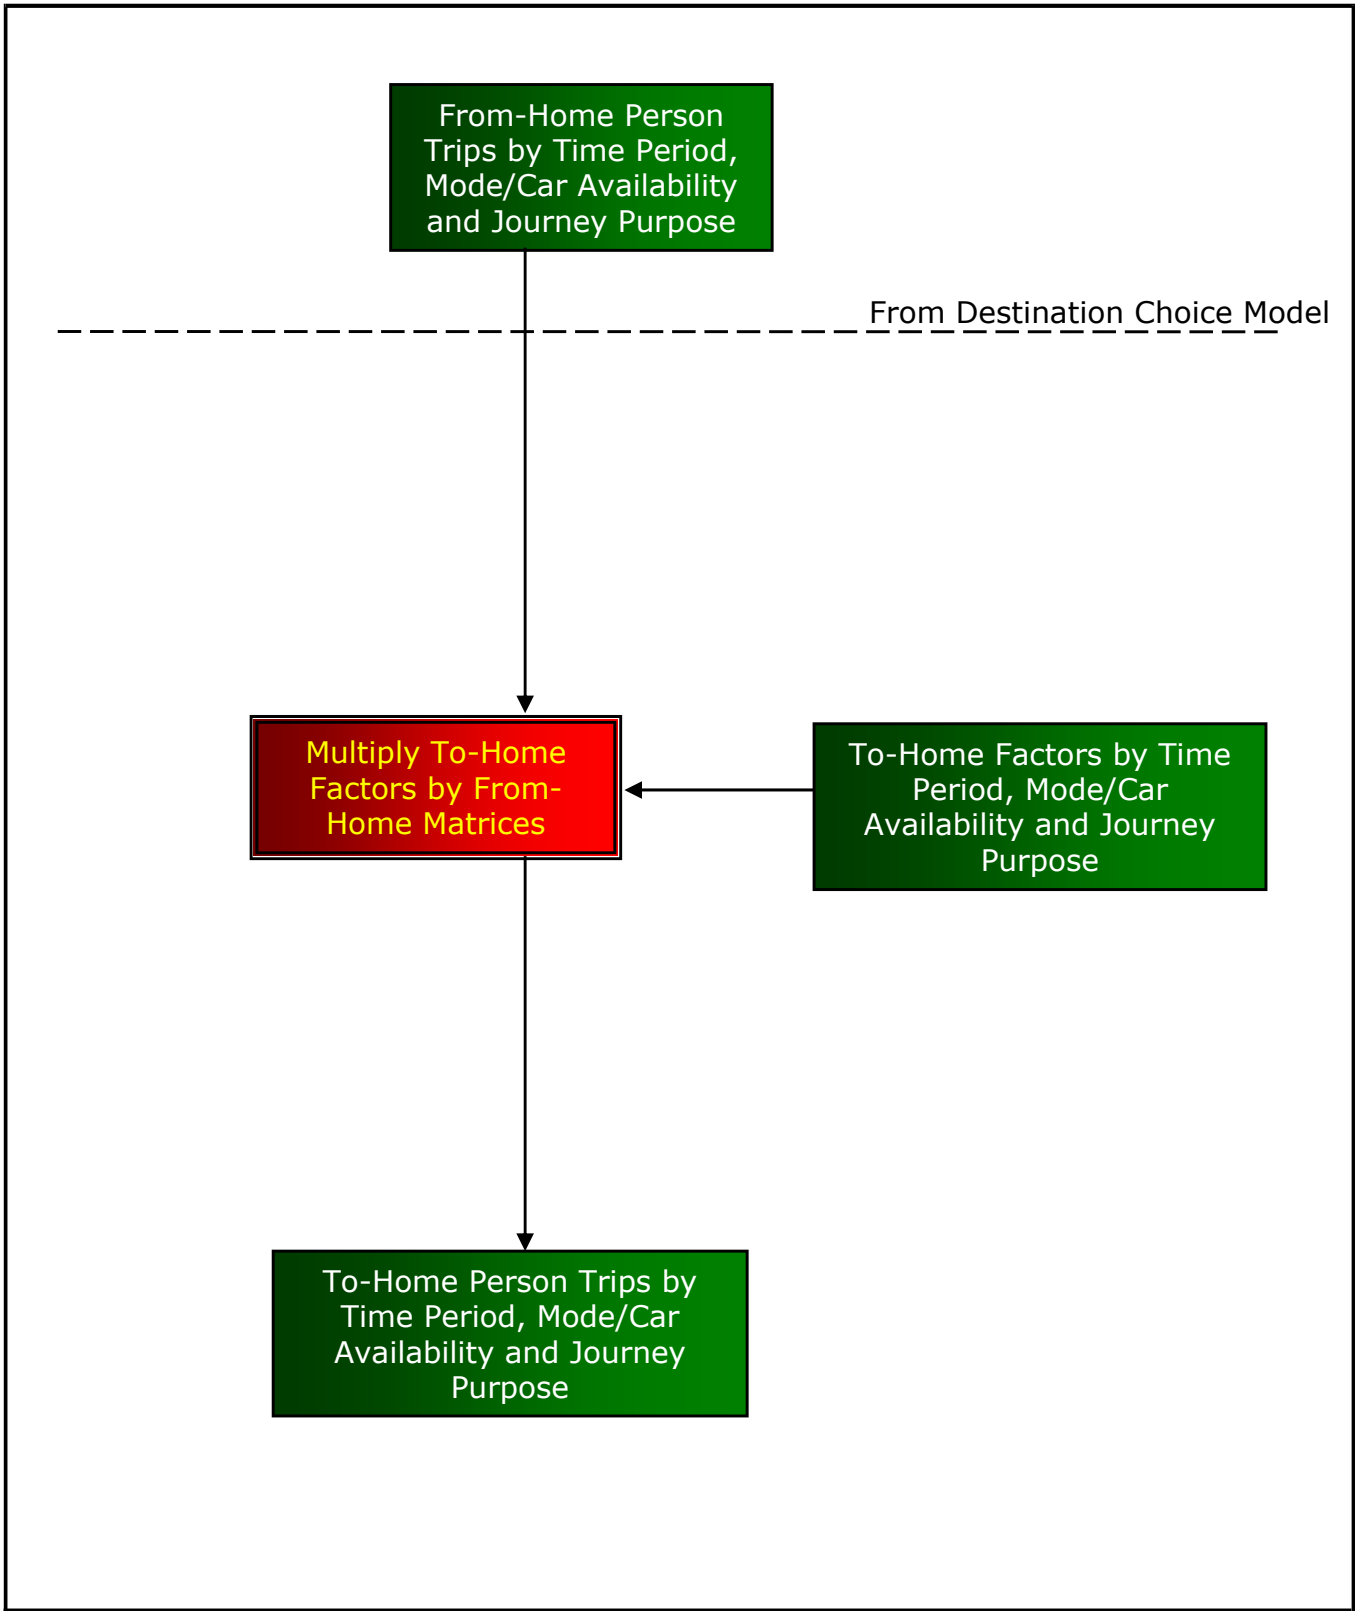 From-Home Person
Trips by Time Period,
Mode/Car Availability
and Journey Purpose
From Destination Choice Model
Multiply To-Home
Factors by From-
Home Matrices
To-Home Factors by Time
Period, Mode/Car
Availability and Journey
Purpose
To-Home Person Trips by
Time Period, Mode/Car
Availability and Journey
Purpose